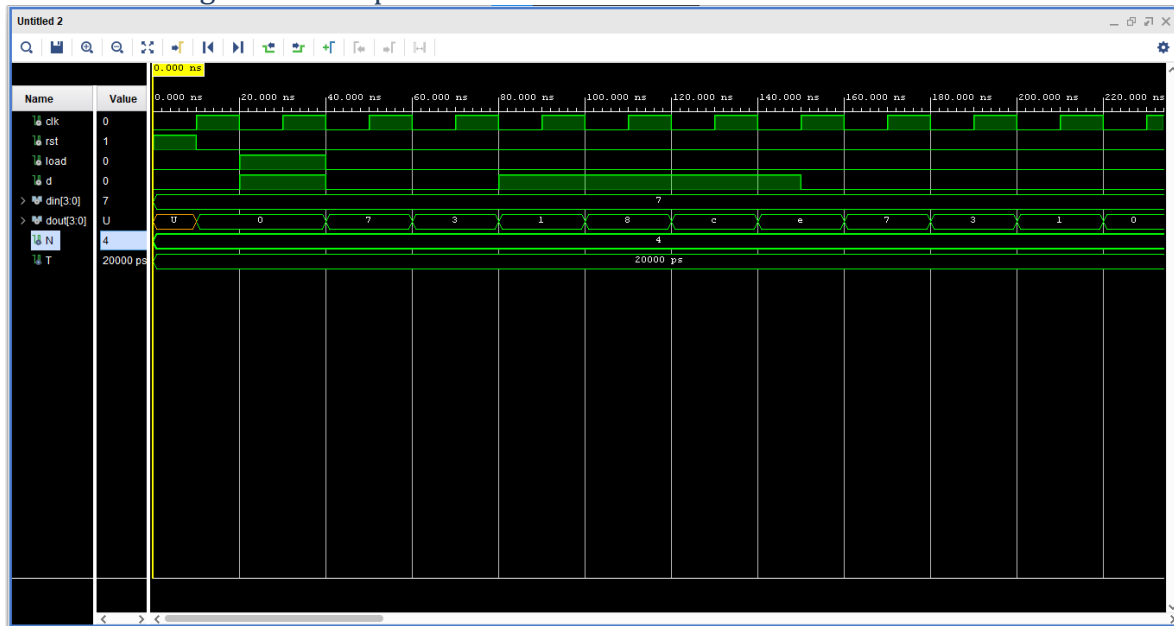 Untitled 2
0.000 ns
Name Value 0.000 ns 20.000 ns 40.000 ns 60.000 ns 80.000 ns 100.000 ns 120.000 ns 140.000 ns 160.000 ns 180.000 ns 200.000 ns 220.000 ns
clk 0
rst 1
load 0
d 0
din[3:0] 7 7
dout[3:0] U U 0 7 3 1 8 c e 7 3 1 0
N 4 4
T 20000 ps 20000 ps